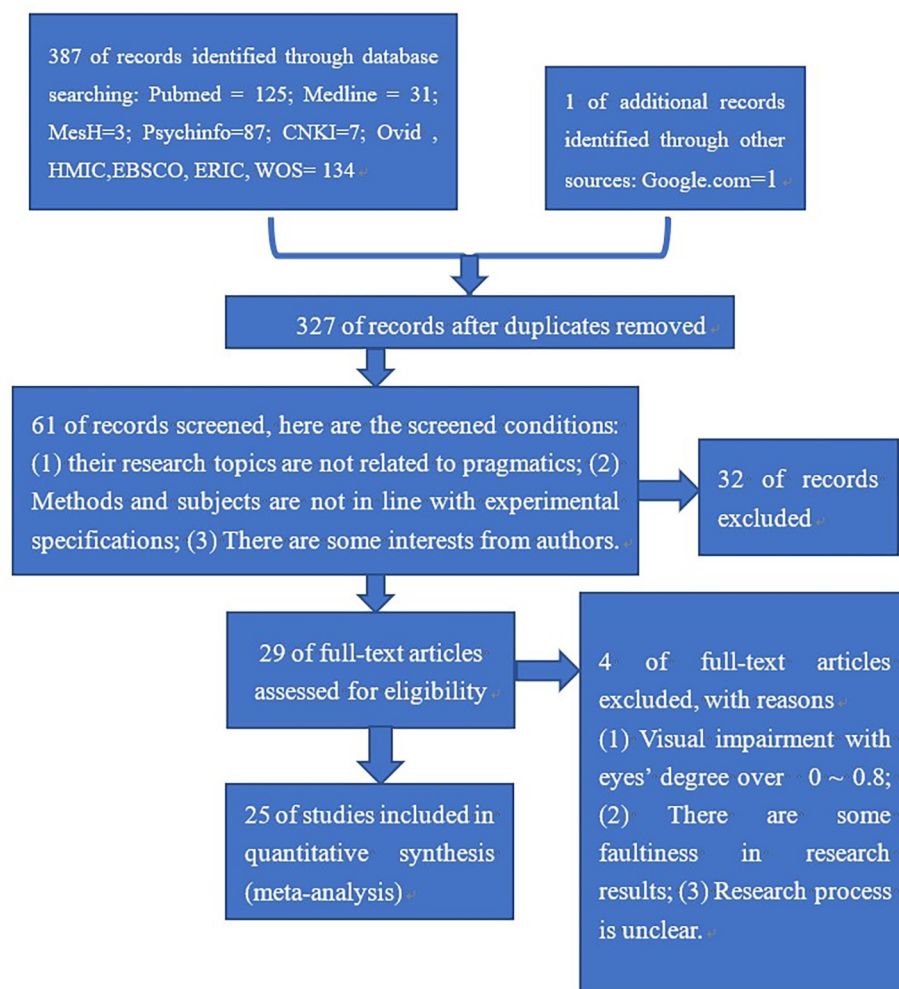 387 of records identified through database
searching: Pubmed = 125; Medline = 31;
MesH=3; Psychinfo=87; CNKI=7; Ovid ,
HMIC,EBSCO, ERIC, WOS= 134
1 of additional records
identified through other
sources: Google.com=1
327 of records after duplicates removed
61 of records screened, here are the screened conditions:
(1) their research topics are not related to pragmatics; (2)
Methods and subjects are not in line with experimental
specifications; (3) There are some interests from authors.
32 of records
excluded
29 of full-text articles
assessed for eligibility
4 of full-text articles
excluded, with reasons
(1) Visual impairment with
eyes’ degree over 0 ~ 0.8;
(2) There are some
faultiness in research
results; (3) Research process
is unclear.
25 of studies included in
quantitative synthesis
(meta-analysis)